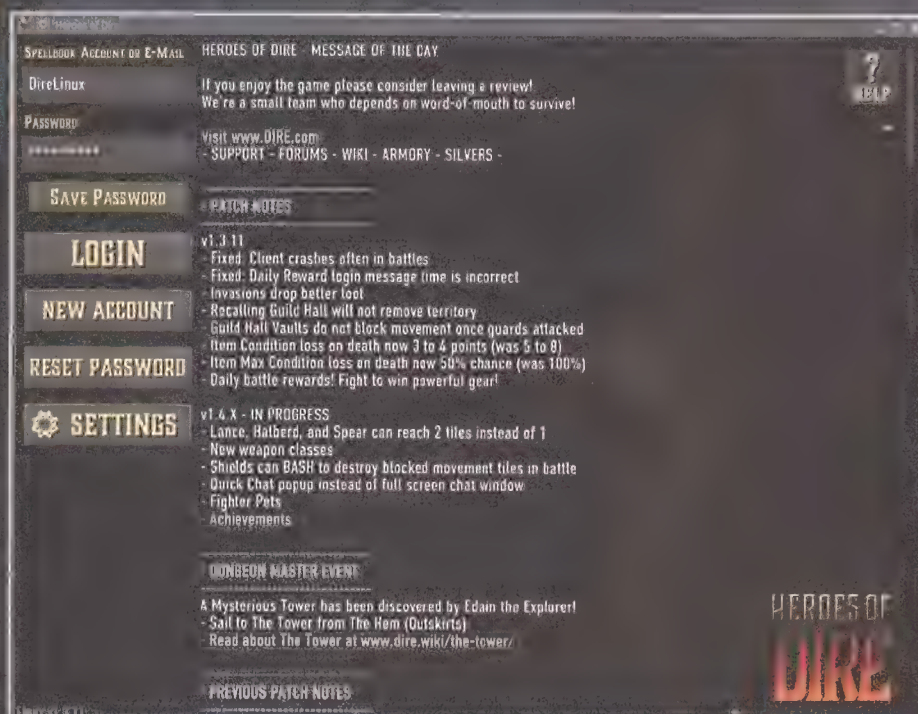 SPELLBOOK ACCOUNT OR E-MAIL
DireLinux
PASSWORD
SAVE PASSWORD
LOGIN
NEW ACCOUNT
RESET PASSWORD
SETTINGS
HEROES OF DIRE - MESSAGE OF THE DAY
If you enjoy the game please consider leaving a review!
We're a small team who depends on word-of-mouth to survive!
Visit www.DIRE.com
- SUPPORT - FORUMS - WIKI - ARMORY - SILVERS -
PATCH NOTES
v1.3.11
- Fixed: Client crashes often in battles
- Fixed: Daily Reward login message time is incorrect
- Invasions drop better loot
- Recalling Guild Hall will not remove territory
- Guild Hall Vaults do not block movement once guards attacked
- Item Condition loss on death now 3 to 4 points (was 5 to 8)
- Item Max Condition loss on death now 50% chance (was 100%)
- Daily battle rewards! Fight to win powerful gear!
v1.4.X - IN PROGRESS
- Lance, Halberd, and Spear can reach 2 tiles instead of 1
- New weapon classes
- Shields can BASH to destroy blocked movement tiles in battle
- Quick Chat popup instead of full screen chat window
- Fighter Pets
- Achievements
DUNGEON MASTER EVENT
A Mysterious Tower has been discovered by Edain the Explorer!
- Sail to The Tower from The Hem (Outskirts)
- Read about The Tower at www.dire.wiki/the-tower/
PREVIOUS PATCH NOTES
?
HELP
HEROES OF
DIRE